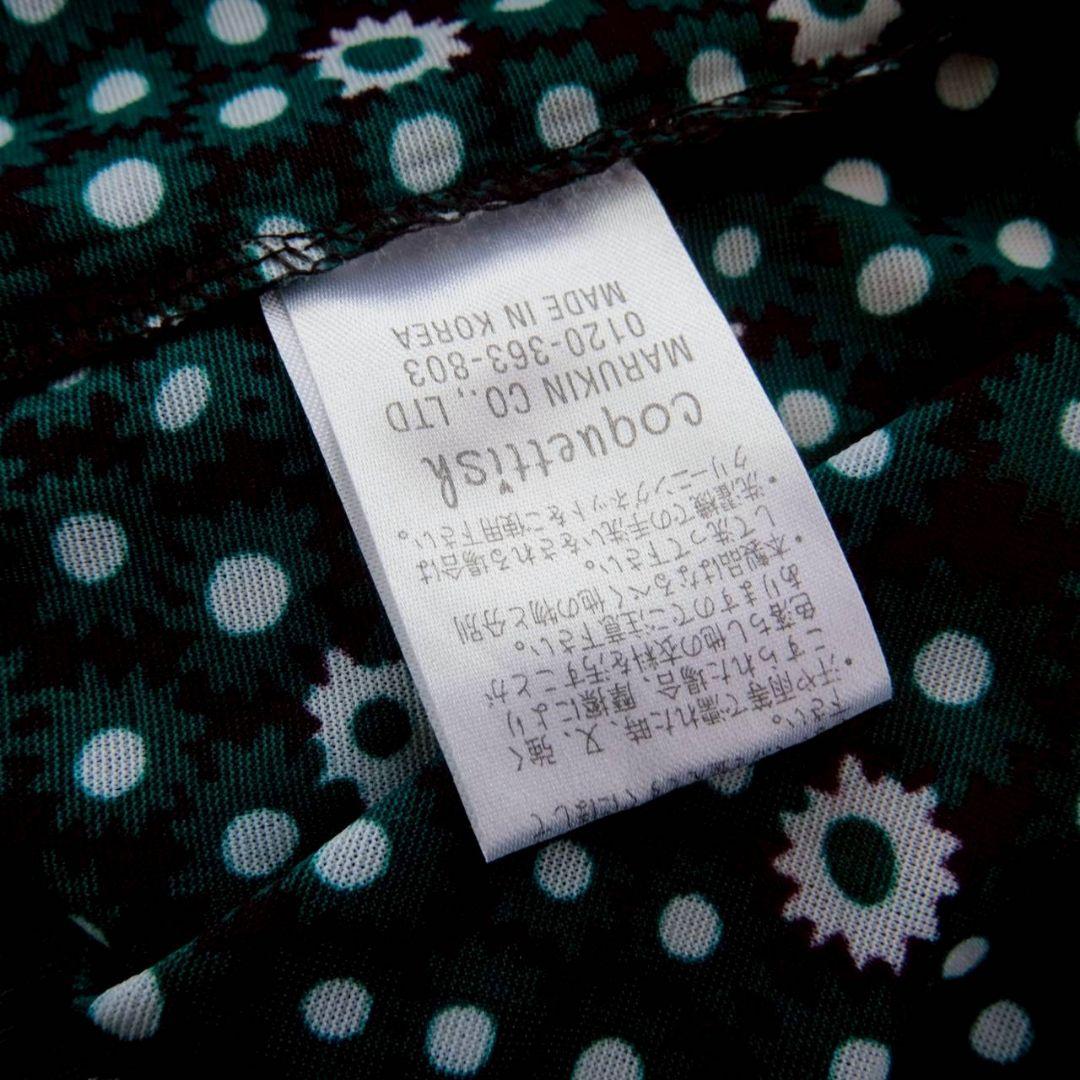 下さい。
・汗や雨等で濡れた時、又、強く
こすられた場合、摩擦により
色落ちし他の衣料を汚すことが
ありますのでご注意下さい。
・本製品はなるべく他の物と分別
して洗って下さい。
・洗濯機での手洗いをされる場合は
クリーニングネットをご使用下さい。
coquettish
MARUKIN CO., LTD
0120-363-803
MADE IN KOREA